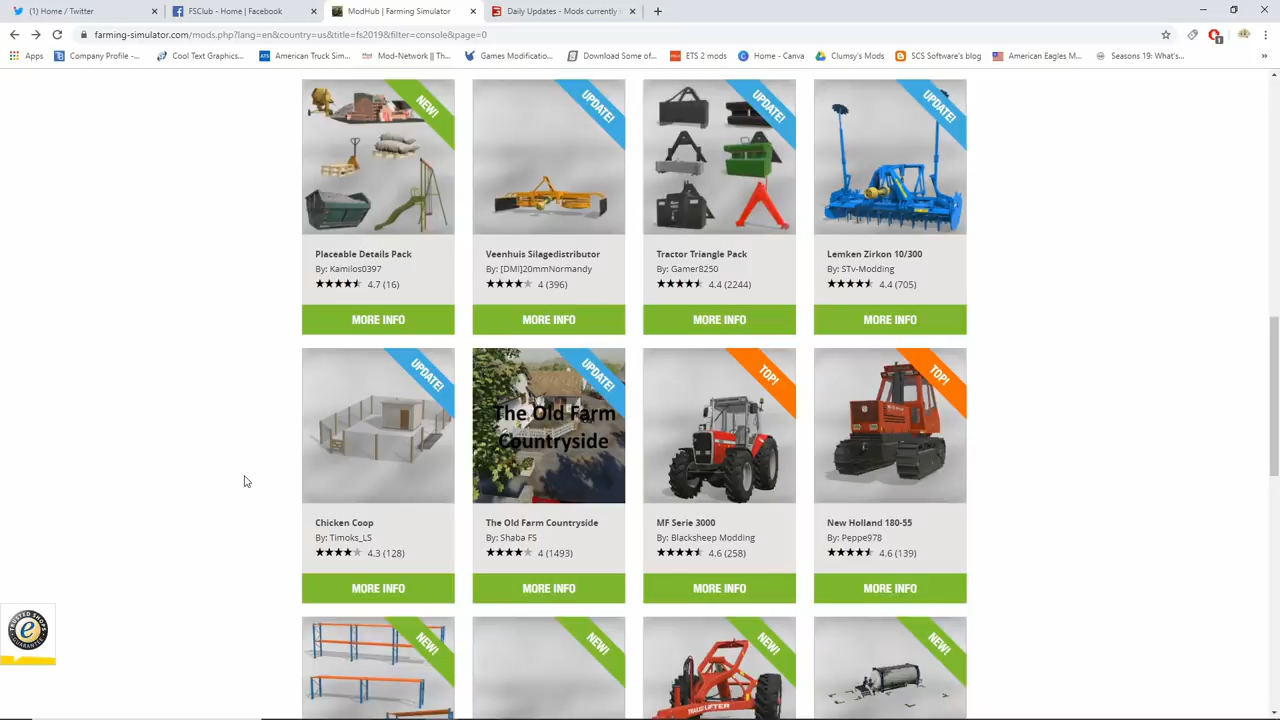 (1) Home / Twitter
FSClub - Home | Facebook
ModHub | Farming Simulator
Daily Updates - Mods currently in
farming-simulator.com/mods.php?lang=en&country=us&title=fs2019&filter=console&page=0
1
Apps
Company Profile -...
Cool Text Graphics...
American Truck Sim...
Mod-Network || Th...
Games Modification...
Download Some of...
ETS 2 mods
Home - Canva
Clumsy's Mods
SCS Software's blog
American Eagles M...
Seasons 19: What's...
NEW!
UPDATE!
UPDATE!
UPDATE!
Placeable Details Pack
By: Kamilos0397
4.7 (16)
MORE INFO
Veenhuis Silagedistributor
By: [DMI]20mmNormandy
4 (396)
MORE INFO
Tractor Triangle Pack
By: Gamer8250
4.4 (2244)
MORE INFO
Lemken Zirkon 10/300
By: STv-Modding
4.4 (705)
MORE INFO
UPDATE!
UPDATE!
TOP!
TOP!
The Old Farm
Countryside
Chicken Coop
By: Timoks_LS
4.3 (128)
MORE INFO
The Old Farm Countryside
By: Shaba FS
4 (1493)
MORE INFO
MF Serie 3000
By: Blacksheep Modding
4.6 (258)
MORE INFO
New Holland 180-55
By: Peppe978
4.6 (139)
MORE INFO
NEW!
NEW!
NEW!
NEW!